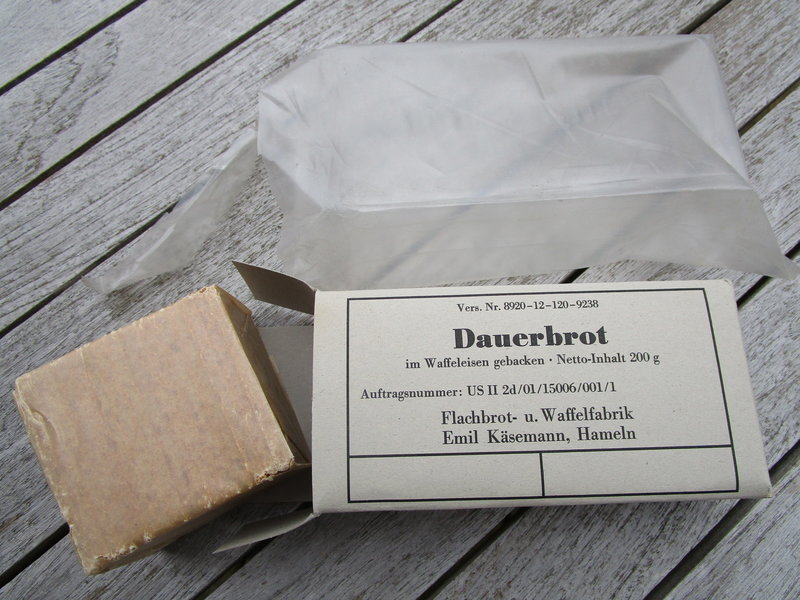 Vers. Nr. 8920-12-120-9238
Dauerbrot
im Waffeleisen gebacken · Netto-Inhalt 200 g
Auftragsnummer: US II 2d/01/15006/001/1
Flachbrot- u. Waffelfabrik
Emil Käsemann, Hameln